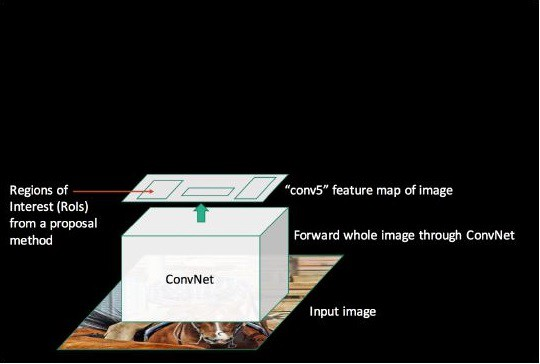 Regions of
Interest (RoIs)
from a proposal
method
“conv5” feature map of image
Forward whole image through ConvNet
ConvNet
Input image